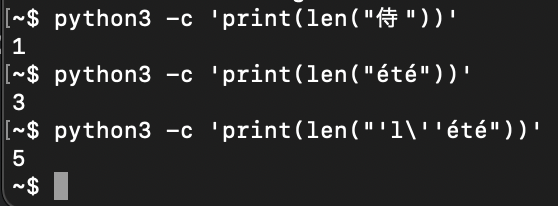 [~$ python3 -c 'print(len("侍"))'
1
[~$ python3 -c 'print(len("été"))'
3
[~$ python3 -c 'print(len("'l\''été"))'
5
~$